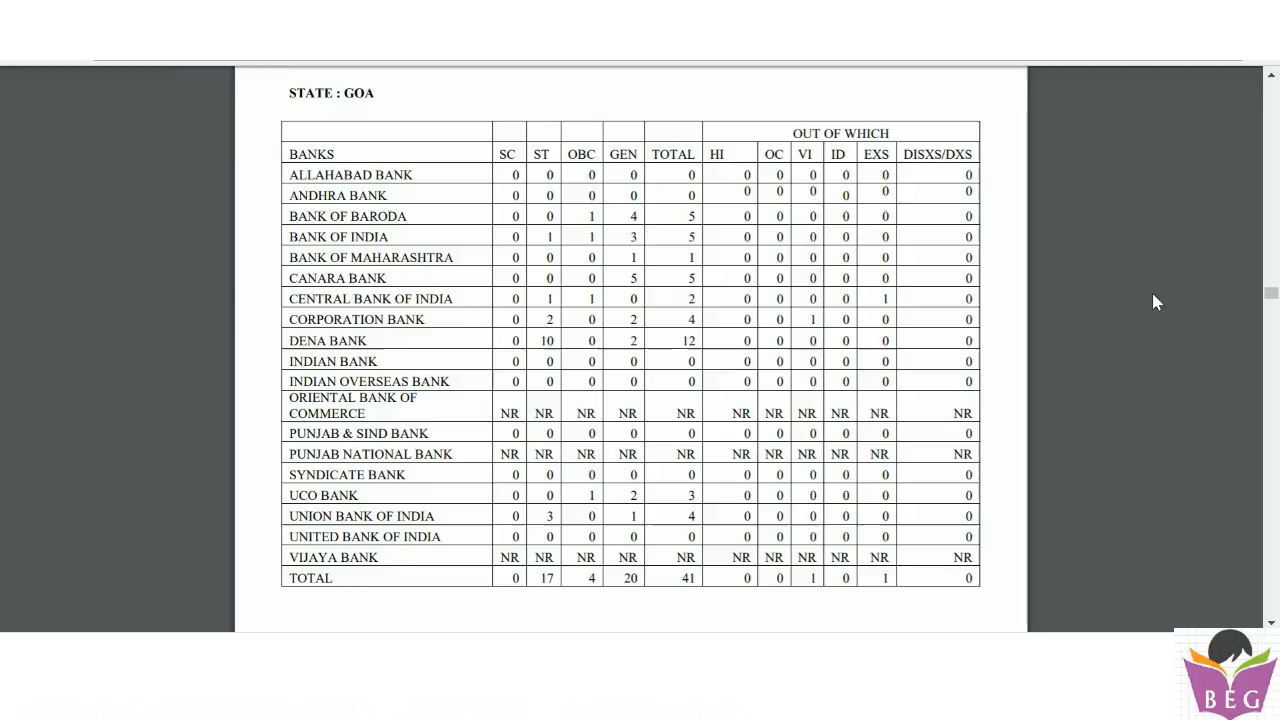 STATE : GOA
OUT OF WHICH
BANKS SC ST OBC GEN TOTAL HI OC VI ID EXS DISXS/DXS
ALLAHABAD BANK 0 0 0 0 0 0 0 0 0 0 0
ANDHRA BANK 0 0 0 0 0 0 0 0 0 0 0
BANK OF BARODA 0 0 1 4 5 0 0 0 0 0 0
BANK OF INDIA 0 1 1 3 5 0 0 0 0 0 0
BANK OF MAHARASHTRA 0 0 0 1 1 0 0 0 0 0 0
CANARA BANK 0 0 0 5 5 0 0 0 0 0 0
CENTRAL BANK OF INDIA 0 1 1 0 2 0 0 0 0 1 0
CORPORATION BANK 0 2 0 2 4 0 0 1 0 0 0
DENA BANK 0 10 0 2 12 0 0 0 0 0 0
INDIAN BANK 0 0 0 0 0 0 0 0 0 0 0
INDIAN OVERSEAS BANK 0 0 0 0 0 0 0 0 0 0 0
ORIENTAL BANK OF
COMMERCE NR NR NR NR NR NR NR NR NR NR NR
PUNJAB & SIND BANK 0 0 0 0 0 0 0 0 0 0 0
PUNJAB NATIONAL BANK NR NR NR NR NR NR NR NR NR NR NR
SYNDICATE BANK 0 0 0 0 0 0 0 0 0 0 0
UCO BANK 0 0 1 2 3 0 0 0 0 0 0
UNION BANK OF INDIA 0 3 0 1 4 0 0 0 0 0 0
UNITED BANK OF INDIA 0 0 0 0 0 0 0 0 0 0 0
VIJAYA BANK NR NR NR NR NR NR NR NR NR NR NR
TOTAL 0 17 4 20 41 0 0 1 0 1 0
BEG